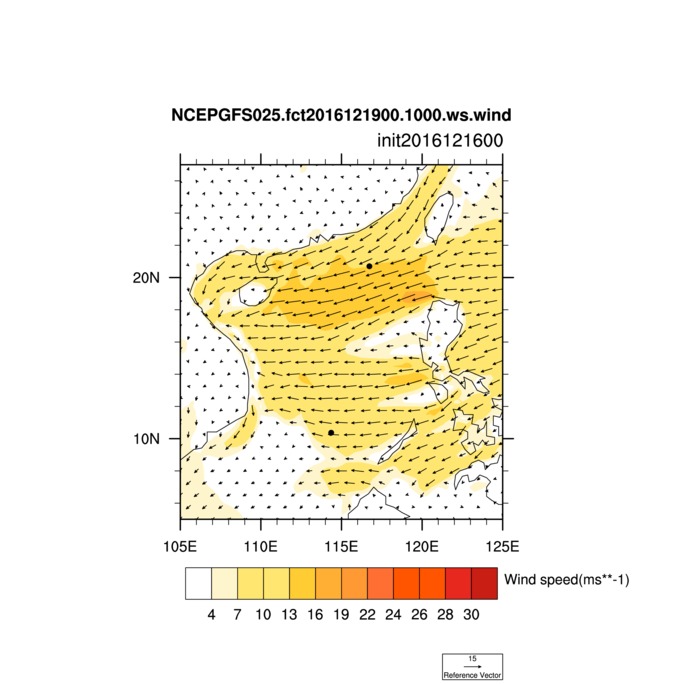 NCEPGFS025.fct2016121900.1000.ws.wind
init2016121600
20N
10N
105E 110E 115E 120E 125E
Wind speed(ms**-1)
4 7 10 13 16 19 22 24 26 28 30
15
Reference Vector